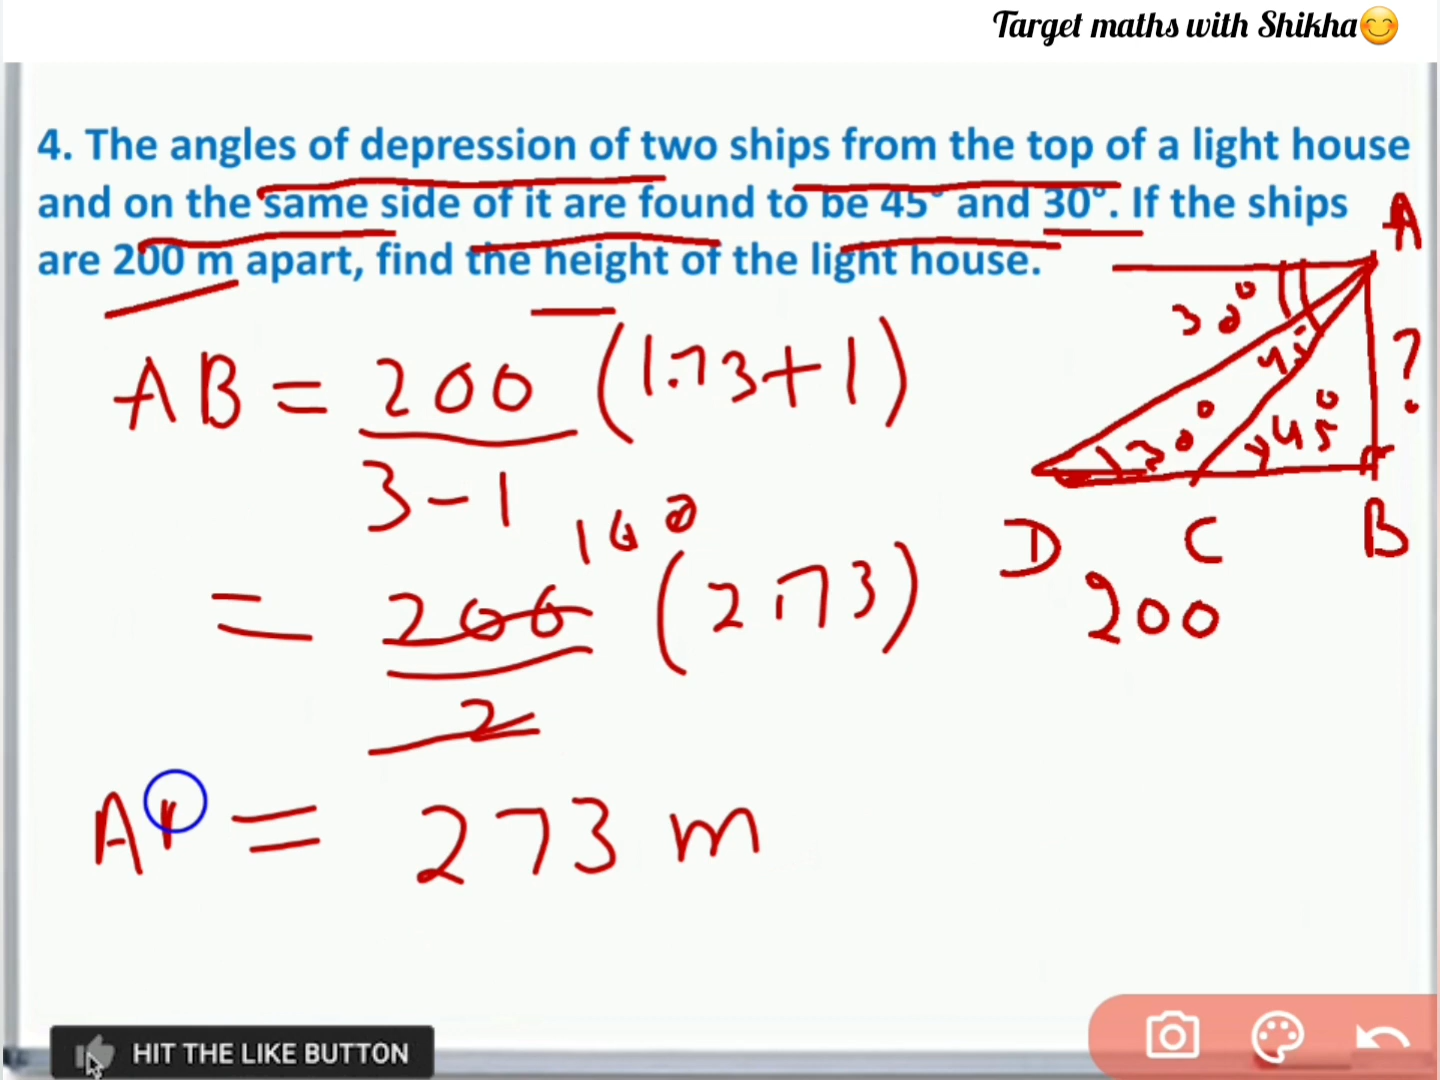 Target maths with Shikha😊
4. The angles of depression of two ships from the top of a light house
and on the same side of it are found to be 45° and 30°. If the ships
are 200 m apart, find the height of the light house.
A
30°
45
?
30°
45°
D C B
200
AB = 200 (1.73+1)
3-1
100
= 200 (2.73)
2
A = 273 m
HIT THE LIKE BUTTON